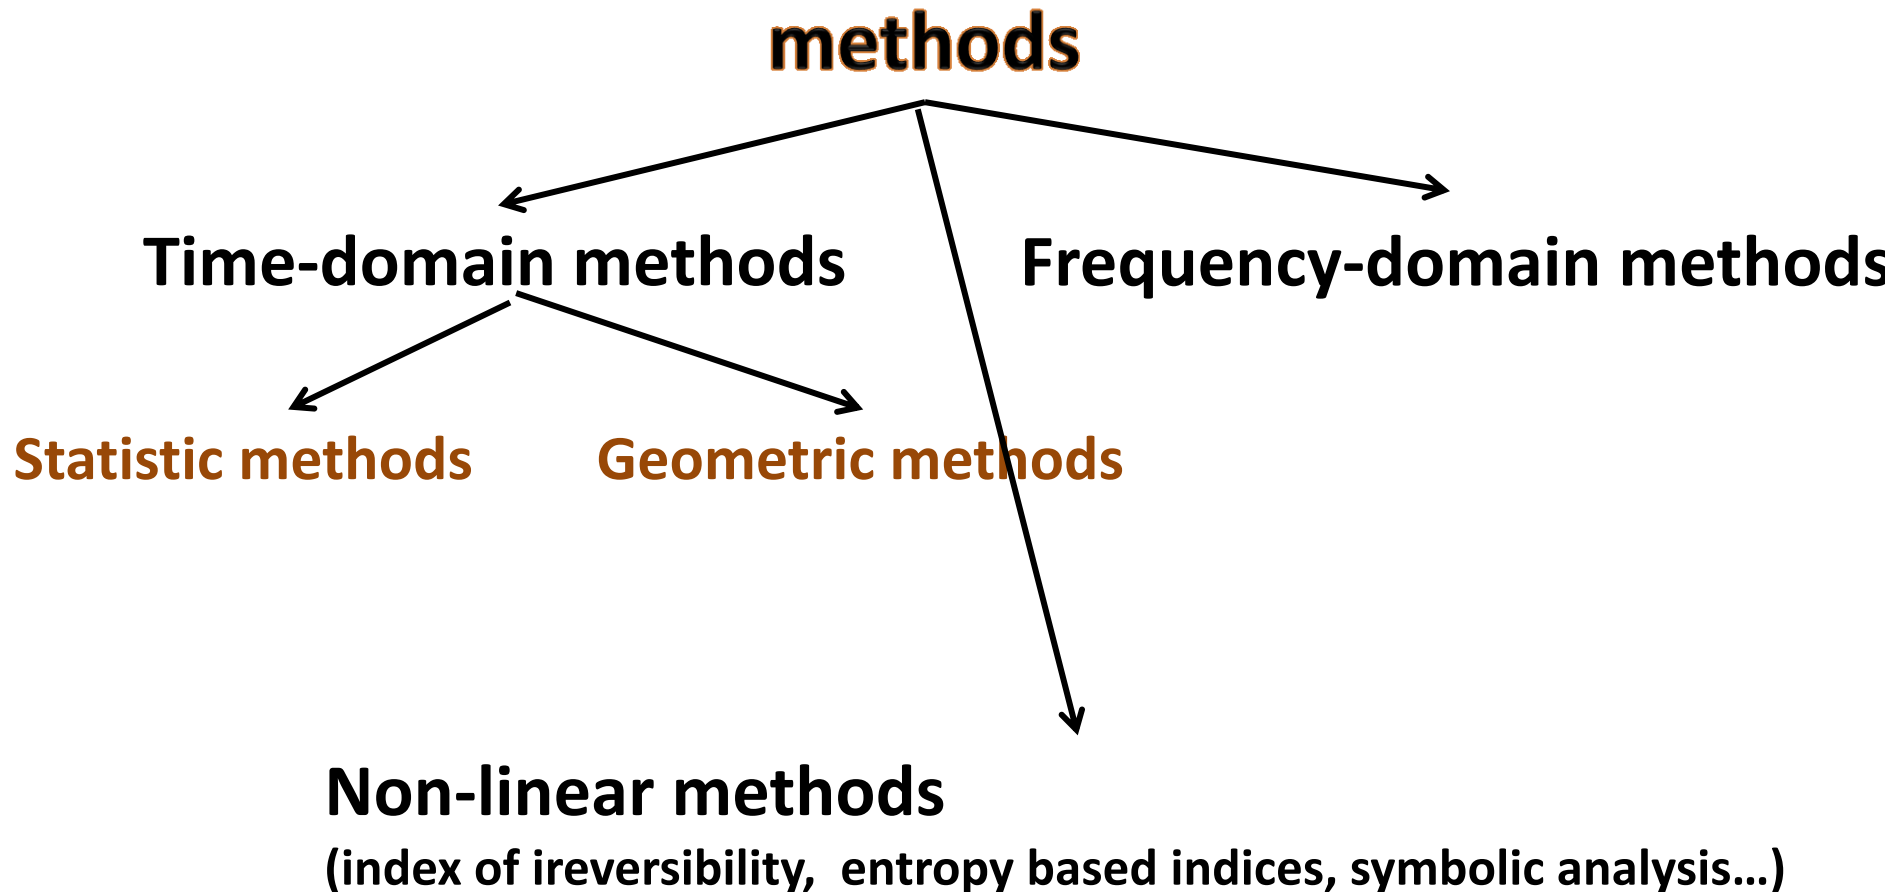 methods
Time-domain methods
Frequency-domain methods
Statistic methods
Geometric methods
Non-linear methods
(index of ireversibility, entropy based indices, symbolic analysis…)